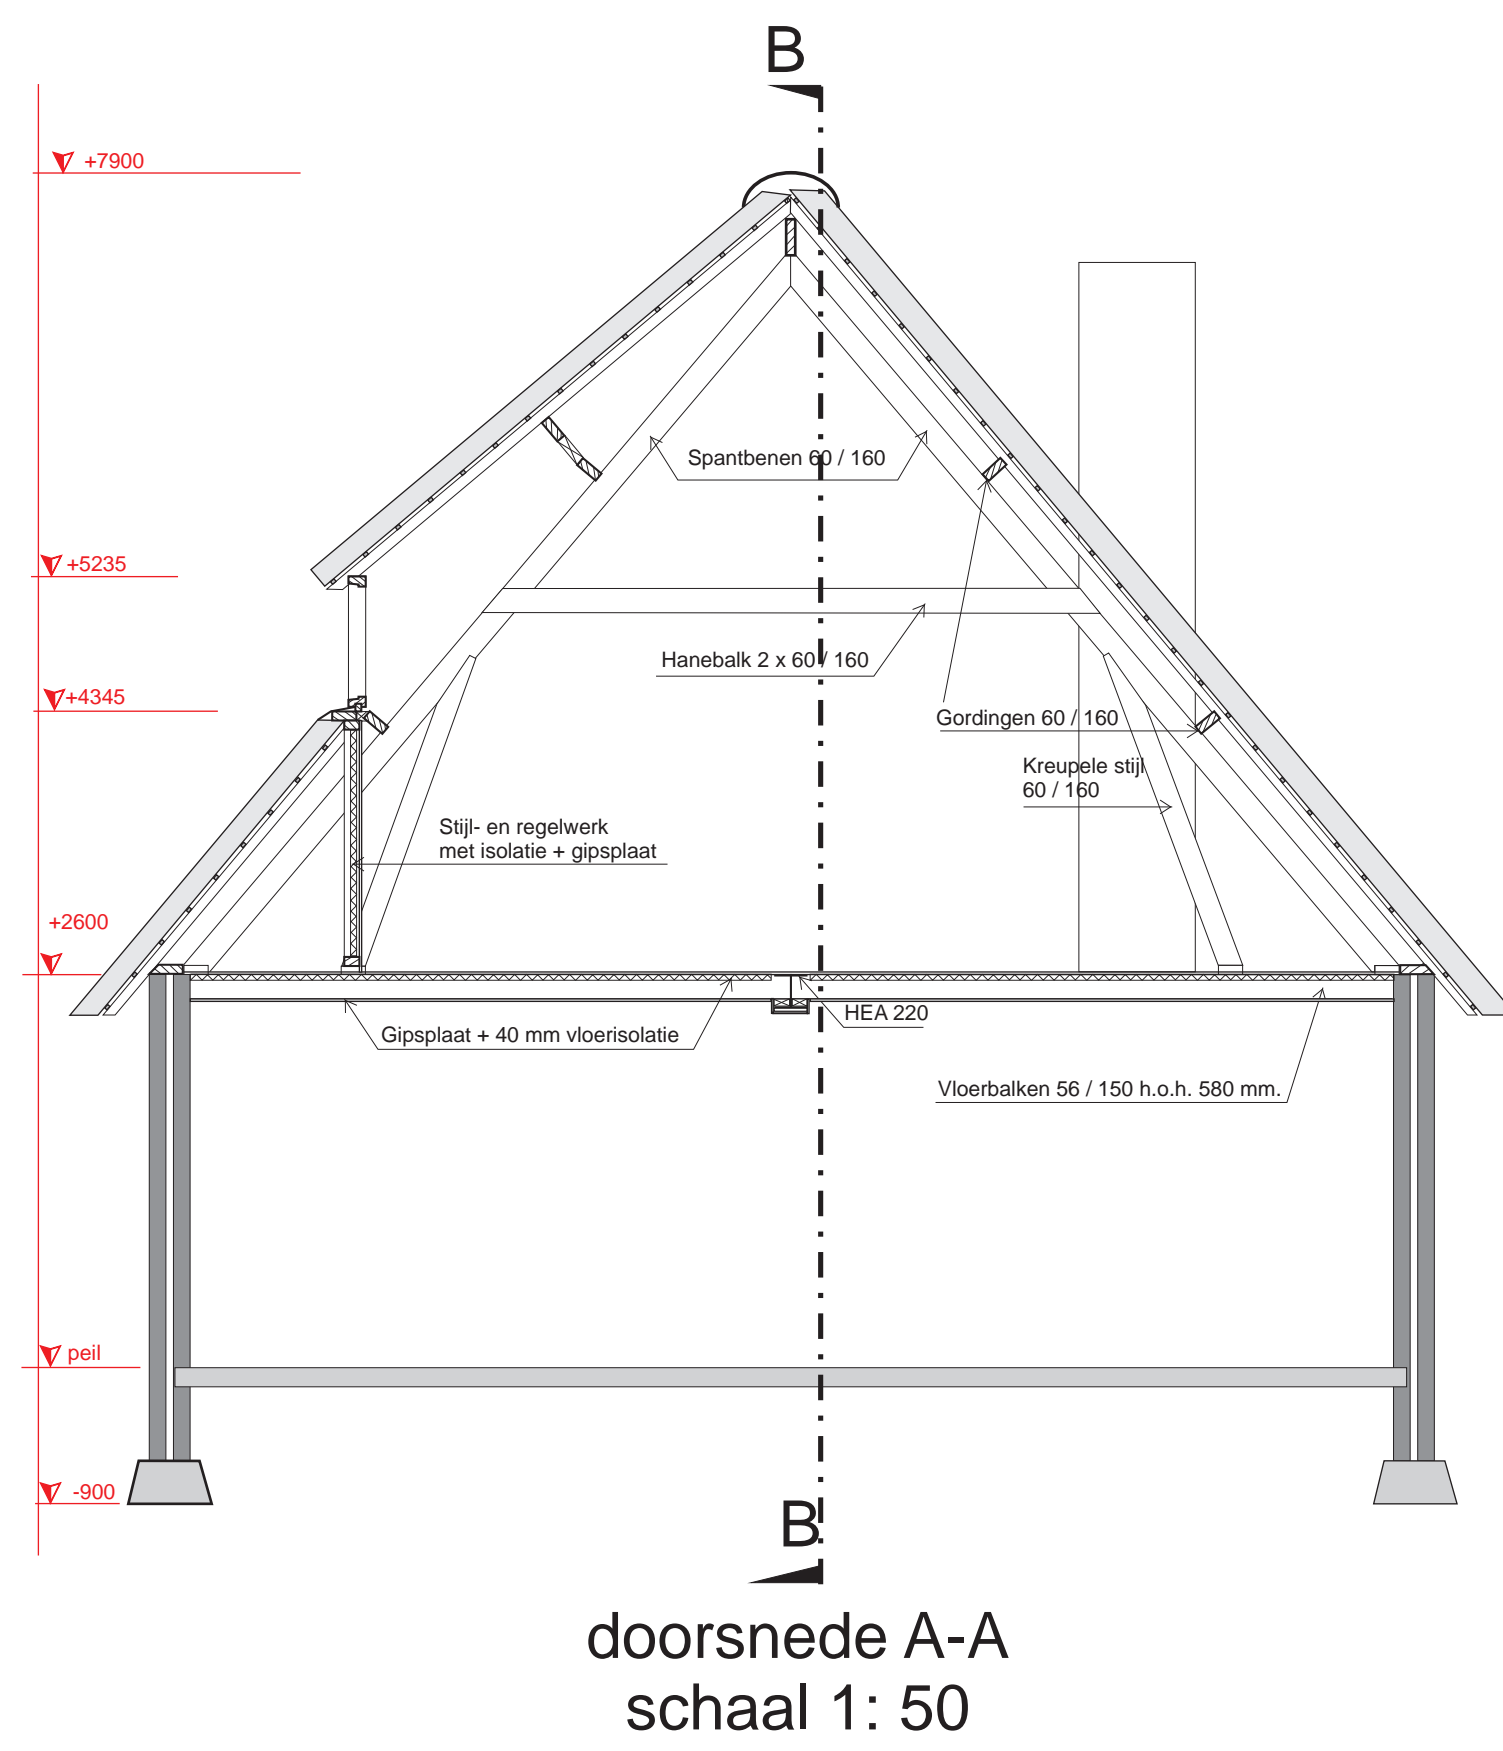 B
+7900
Spantbenen 60 / 160
+5235
Hanebalk 2 x 60 / 160
+4345
Gordingen 60 / 160
Kreupele stijl
60 / 160
Stijl- en regelwerk
met isolatie + gipsplaat
+2600
HEA 220
Gipsplaat + 40 mm vloerisolatie
Vloerbalken 56 / 150 h.o.h. 580 mm.
peil
-900
B
doorsnede A-A
schaal 1: 50